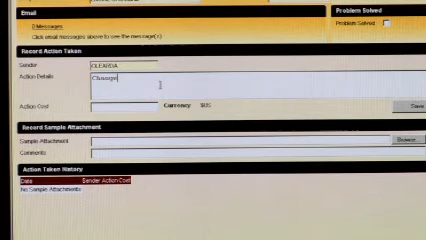 Email
Problem Solved
Messages
Problem Solved
Click email messages above to see the message(s)
Record Action Taken
Sender
CLEARDA
Action Details
Change
Action Cost
Currency $US
Save
Record Sample Attachment
Sample Attachment
Browse...
Comments
Action Taken History
Date Sender Action Cost
No Sample Attachments